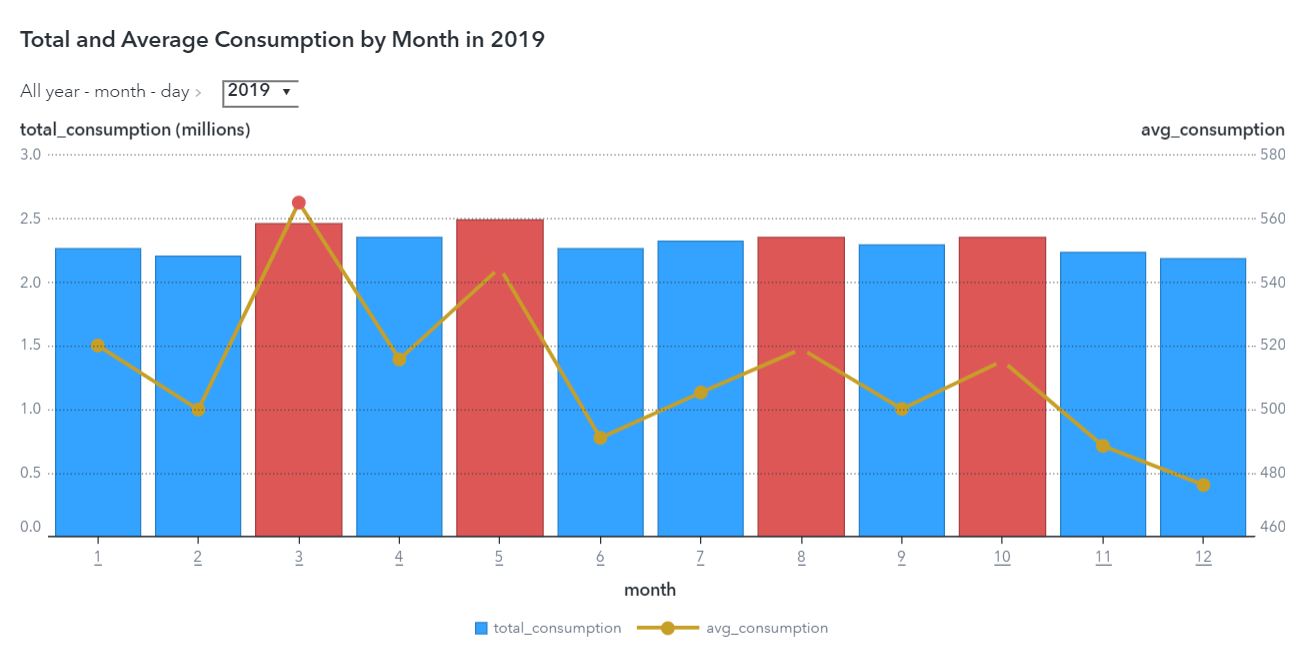 Total and Average Consumption by Month in 2019
All year - month - day › 2019 ▼
total_consumption (millions) avg_consumption
3.0 580
2.5 560
2.0 540
1.5 520
1.0 500
0.5 480
0.0 460
1 2 3 4 5 6 7 8 9 10 11 12
month
total_consumption avg_consumption